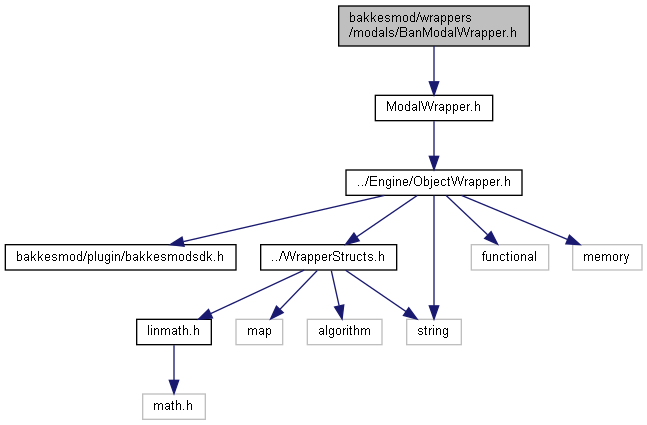 bakkesmod/wrappers
/modals/BanModalWrapper.h
ModalWrapper.h
../Engine/ObjectWrapper.h
bakkesmod/plugin/bakkesmodsdk.h
../WrapperStructs.h
functional
memory
linmath.h
map
algorithm
string
math.h